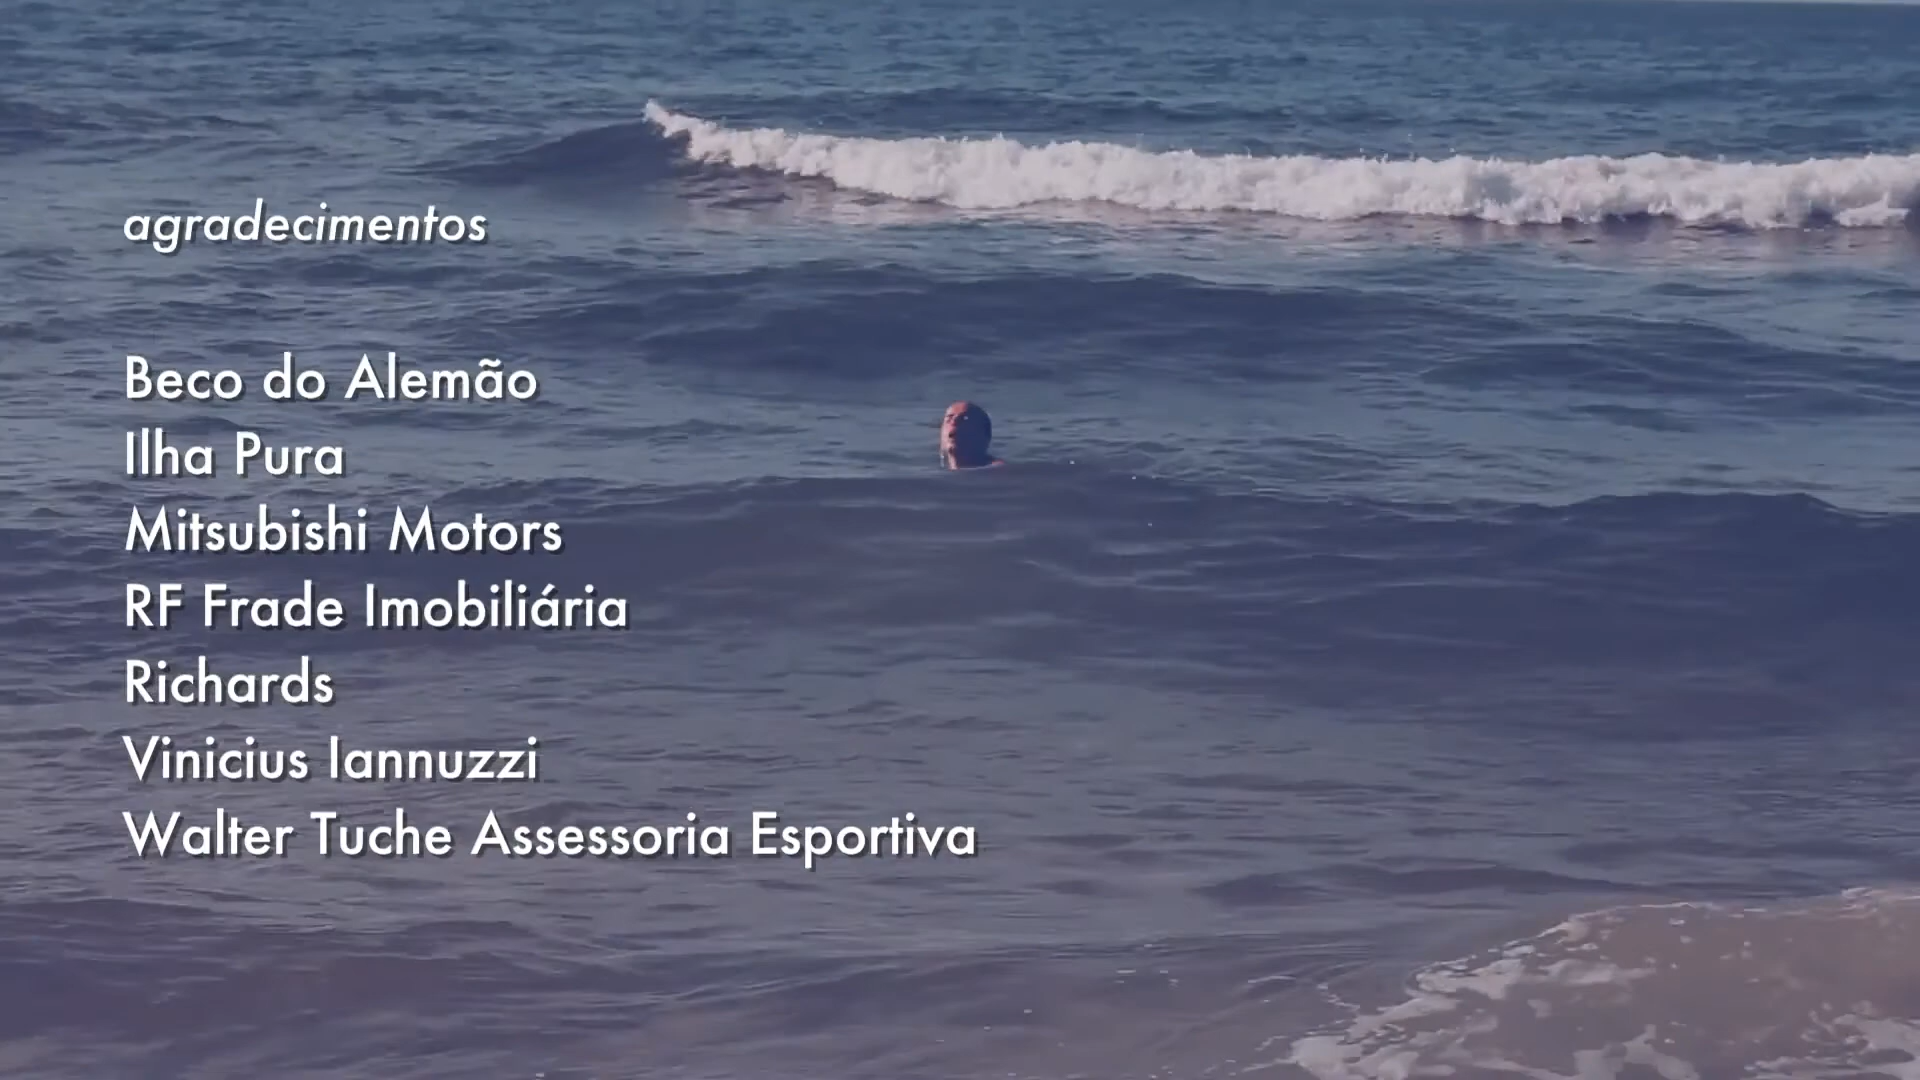 agradecimentos
Beco do Alemão
Ilha Pura
Mitsubishi Motors
RF Frade Imobiliária
Richards
Vinicius Iannuzzi
Walter Tuche Assessoria Esportiva